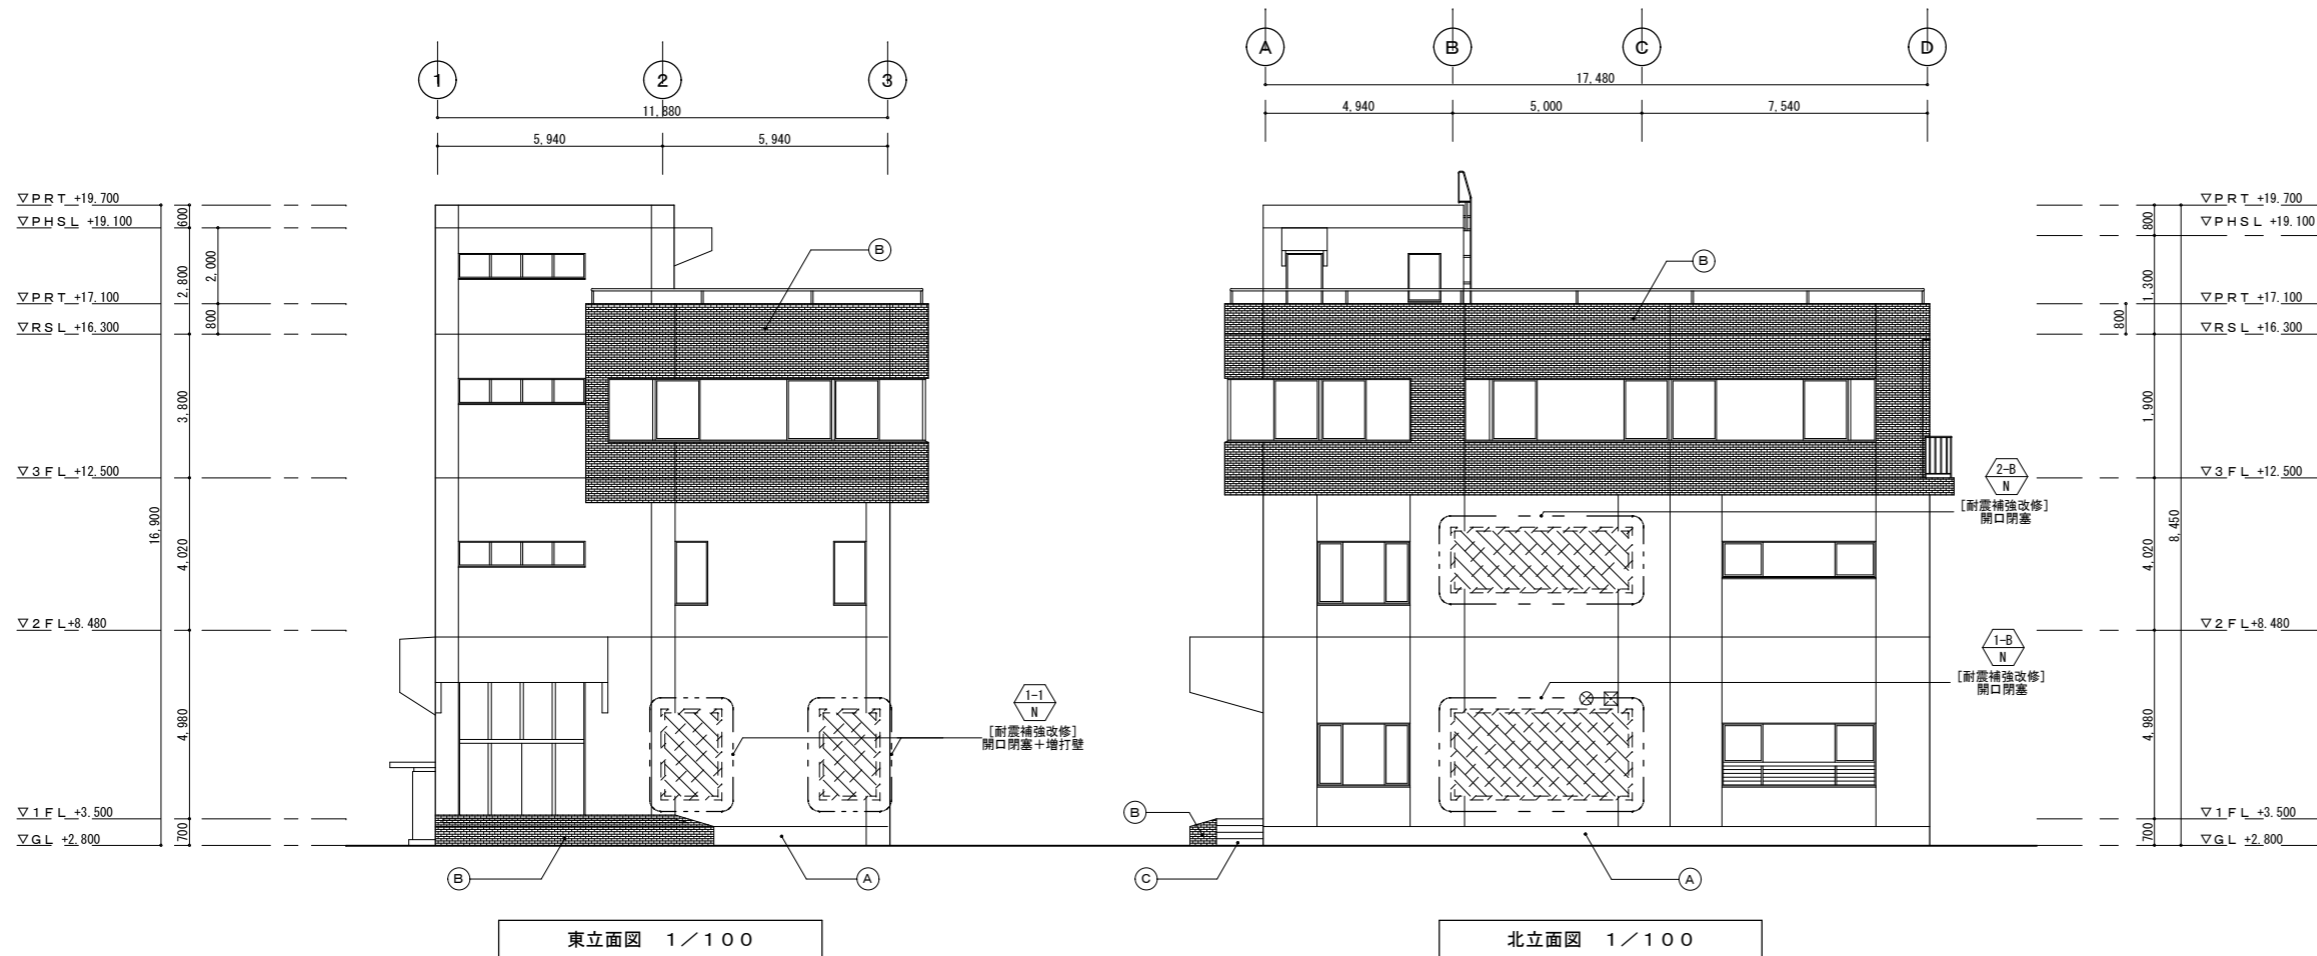 1
2
3
11,880
5,940
5,940
▽PRT +19.700
▽PHSL +19.100
▽PRT +17.100
▽RSL +16.300
▽3FL +12.500
▽2FL+8.480
▽1FL +3.500
▽GL +2.800
16,900
600
2,800
3,800
4,020
4,980
700
2,000
800
B
1-1
N
[耐震補強改修]
開口閉塞+増打壁
B
A
東立面図 1/100
A
B
C
D
17,480
4,940
5,000
7,540
B
2-B
N
[耐震補強改修]
開口閉塞
1-B
N
[耐震補強改修]
開口閉塞
B
C
A
800
800
1,300
1,900
4,020
4,980
700
8,450
▽PRT +19.700
▽PHSL +19.100
▽PRT +17.100
▽RSL +16.300
▽3FL +12.500
▽2FL+8.480
▽1FL +3.500
▽GL +2.800
北立面図 1/100